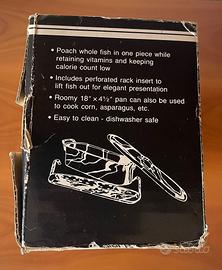 • Poach whole fish in one piece while
retaining vitamins and keeping
calorie count low
• Includes perforated rack insert to
lift fish out for elegant presentation
• Roomy 18" x 4½" pan can also be used
to cook corn, asparagus, etc.
• Easy to clean - dishwasher safe